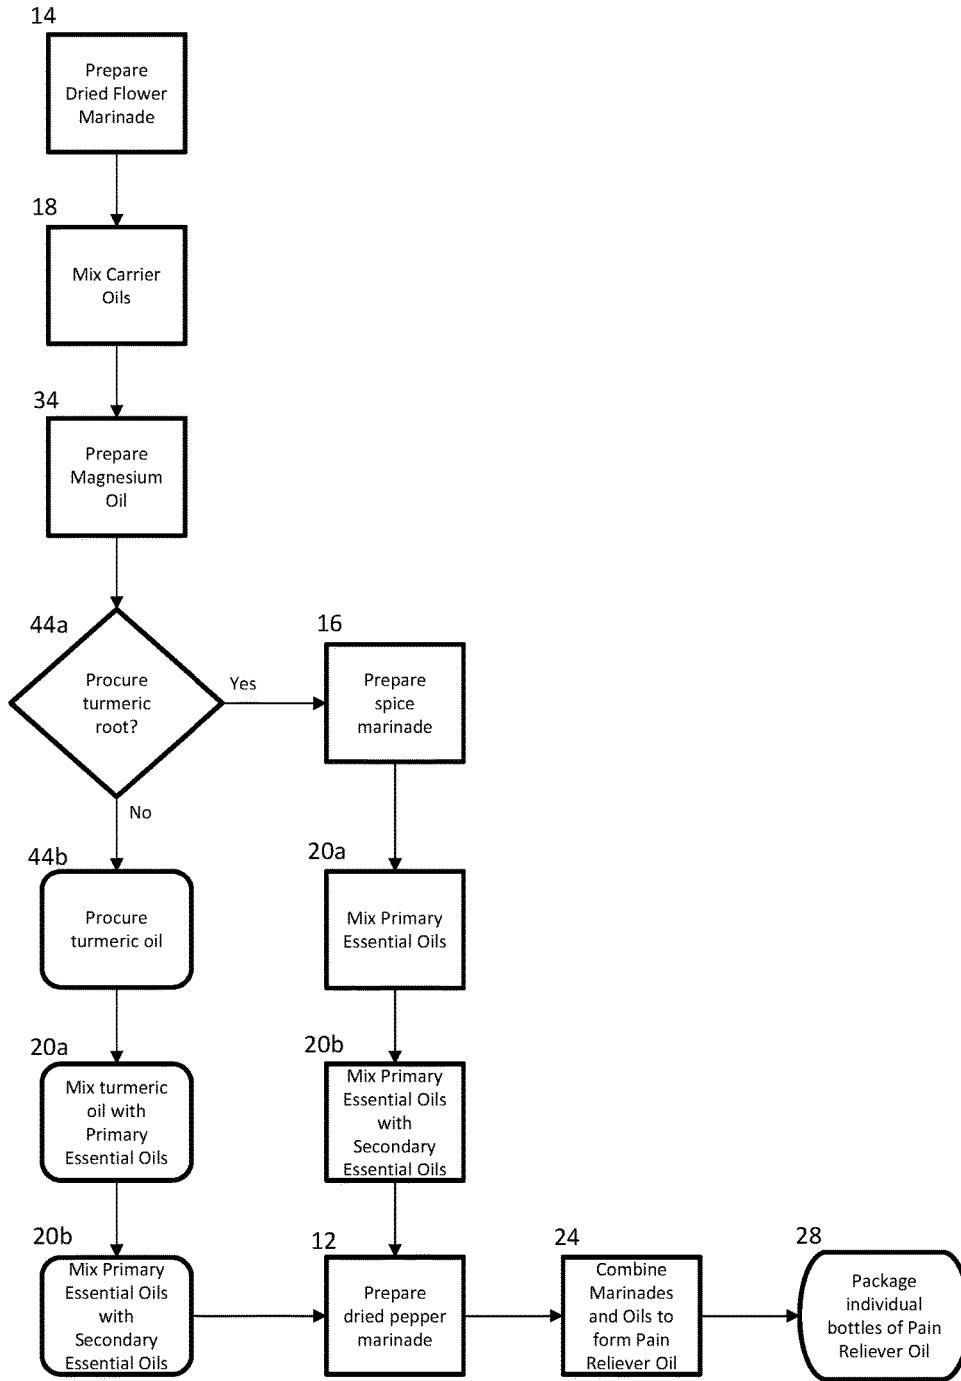 14
Prepare
Dried Flower
Marinade
18
Mix Carrier
Oils
34
Prepare
Magnesium
Oil
44a
Procure
turmeric
root?
Yes
No
16
Prepare
spice
marinade
44b
Procure
turmeric oil
20a
Mix Primary
Essential Oils
20a
Mix turmeric
oil with
Primary
Essential Oils
20b
Mix Primary
Essential Oils
with
Secondary
Essential Oils
20b
Mix Primary
Essential Oils
with
Secondary
Essential Oils
12
Prepare
dried pepper
marinade
24
Combine
Marinades
and Oils to
form Pain
Reliever Oil
28
Package
individual
bottles of Pain
Reliever Oil